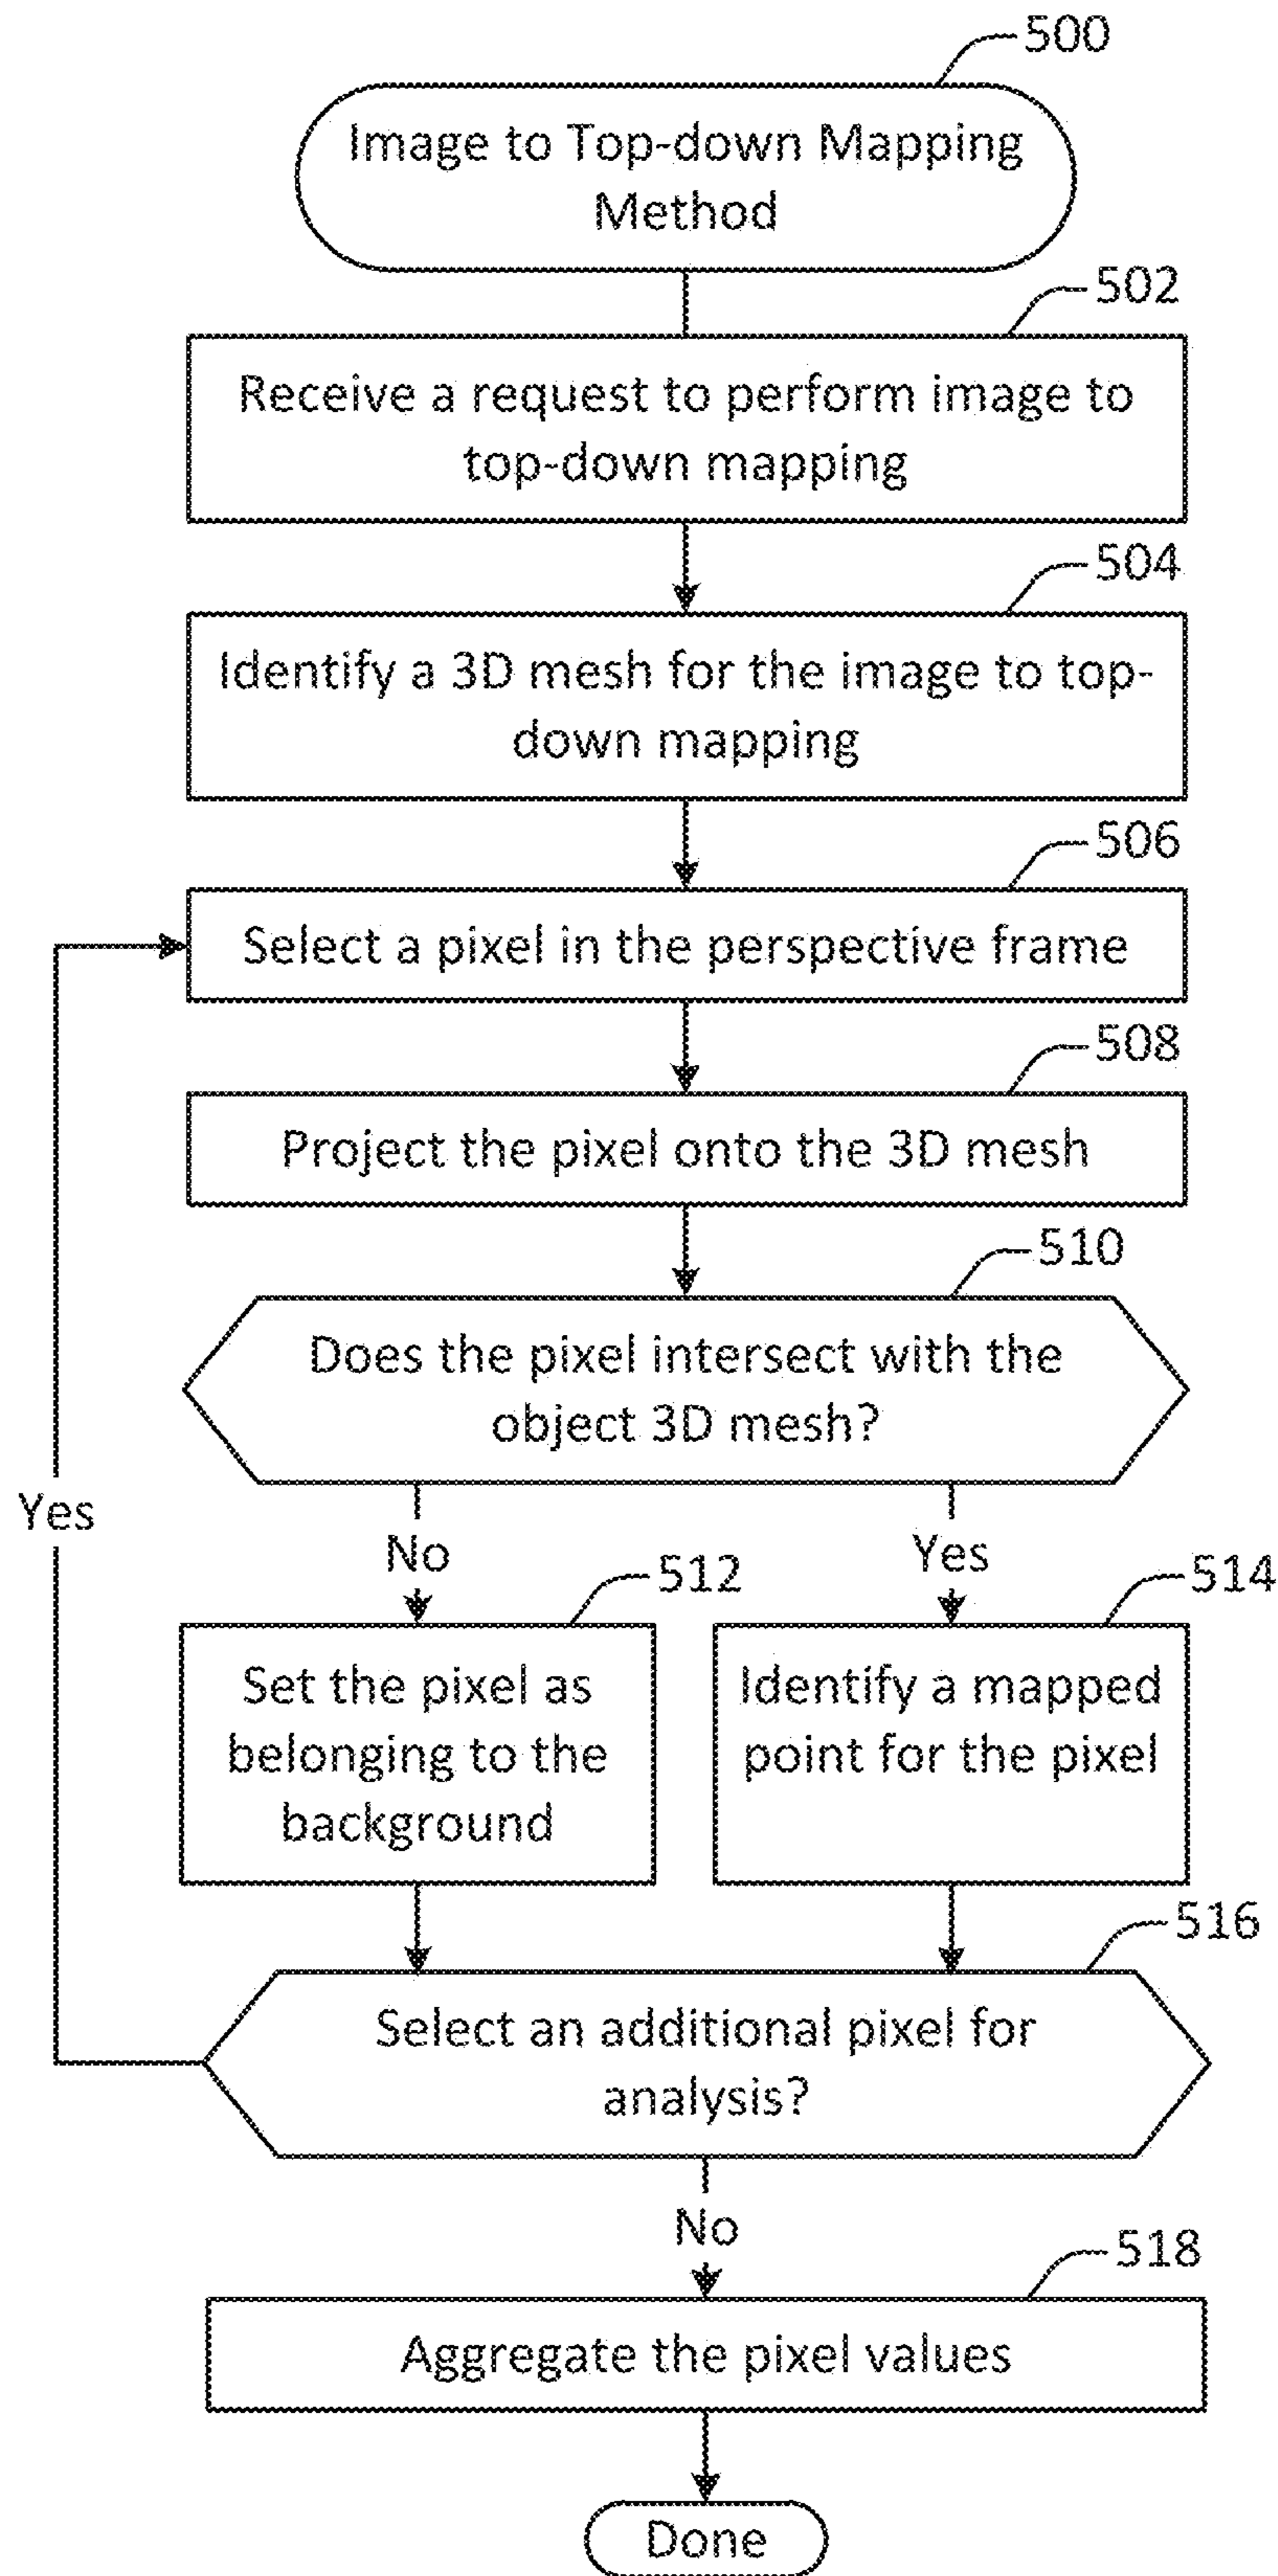 500
Image to Top-down Mapping
Method
502
Receive a request to perform image to
top-down mapping
504
Identify a 3D mesh for the image to top-
down mapping
506
Select a pixel in the perspective frame
508
Project the pixel onto the 3D mesh
510
Does the pixel intersect with the
object 3D mesh?
Yes
No
Yes
512
514
Set the pixel as
belonging to the
background
Identify a mapped
point for the pixel
516
Select an additional pixel for
analysis?
No
518
Aggregate the pixel values
Done